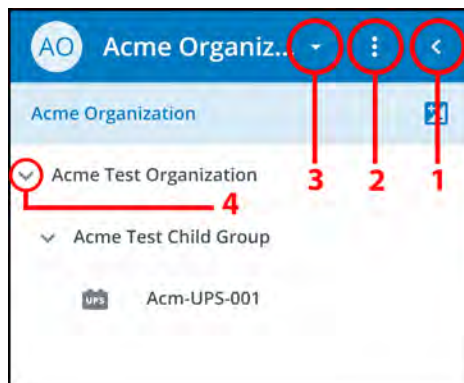 AO Acme Organiz...
Acme Organization
3 2 1
Acme Test Organization
4
Acme Test Child Group
UPS Acm-UPS-001